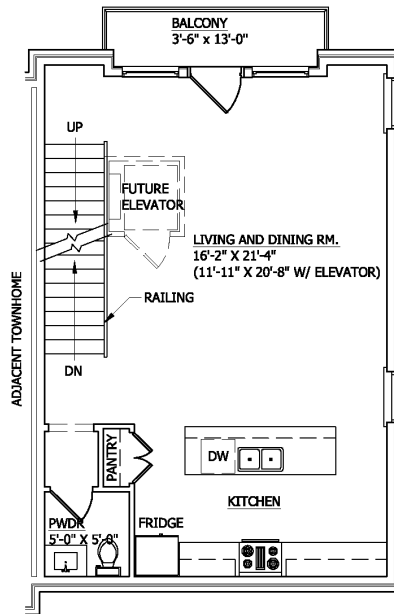 BALCONY
3'-6" x 13'-0"
UP
FUTURE
ELEVATOR
LIVING AND DINING RM.
16'-2" X 21'-4"
(11'-11" X 20'-8" W/ ELEVATOR)
RAILING
ADJACENT TOWNHOME
DN
PANTRY
DW
KITCHEN
PWDR
5'-0" X 5'-0"
FRIDGE